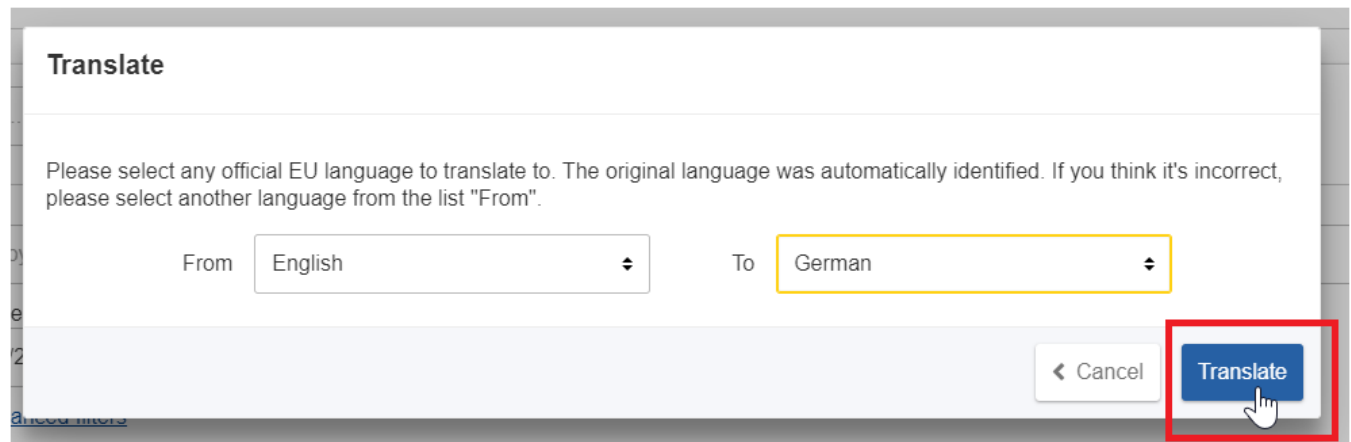 Translate
Please select any official EU language to translate to. The original language was automatically identified. If you think it's incorrect,
please select another language from the list "From".
From English To German
Cancel Translate